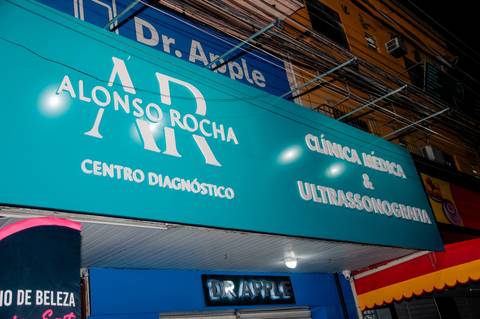 Dr. Apple
AR
ALONSO ROCHA
CENTRO DIAGNÓSTICO
CLÍNICA MÉDICA
&
ULTRASSONOGRAFIA
DR.APPLE
NO DE BELEZA